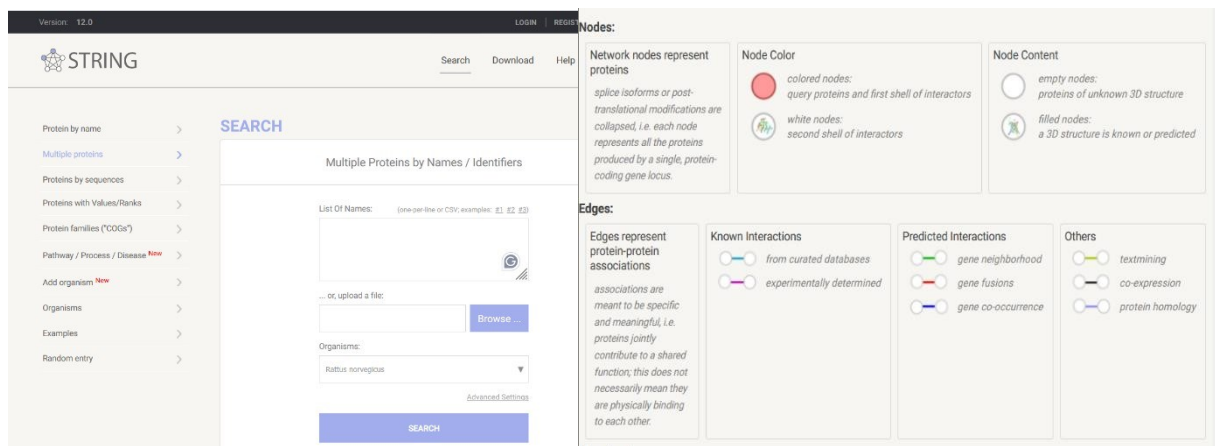 Version: 12.0
LOGIN | REGIST
STRING
Search Download Help
Protein by name
Multiple proteins
Proteins by sequences
Proteins with Values/Ranks
Protein families ("COGs")
Pathway / Process / Disease New
Add organism New
Organisms
Examples
Random entry
SEARCH
Multiple Proteins by Names / Identifiers
List Of Names: (one-per-line or CSV; examples: #1 #2 #3)
... or, upload a file:
Browse ...
Organisms:
Rattus norvegicus
Advanced Settings
SEARCH
Nodes:
Network nodes represent
proteins
splice isoforms or post-
translational modifications are
collapsed, i.e. each node
represents all the proteins
produced by a single, protein-
coding gene locus.
Node Color
colored nodes:
query proteins and first shell of interactors
white nodes:
second shell of interactors
Node Content
empty nodes:
proteins of unknown 3D structure
filled nodes:
a 3D structure is known or predicted
Edges:
Edges represent
protein-protein
associations
associations are
meant to be specific
and meaningful, i.e.
proteins jointly
contribute to a shared
function; this does not
necessarily mean they
are physically binding
to each other.
Known Interactions
from curated databases
experimentally determined
Predicted Interactions
gene neighborhood
gene fusions
gene co-occurrence
Others
textmining
co-expression
protein homology